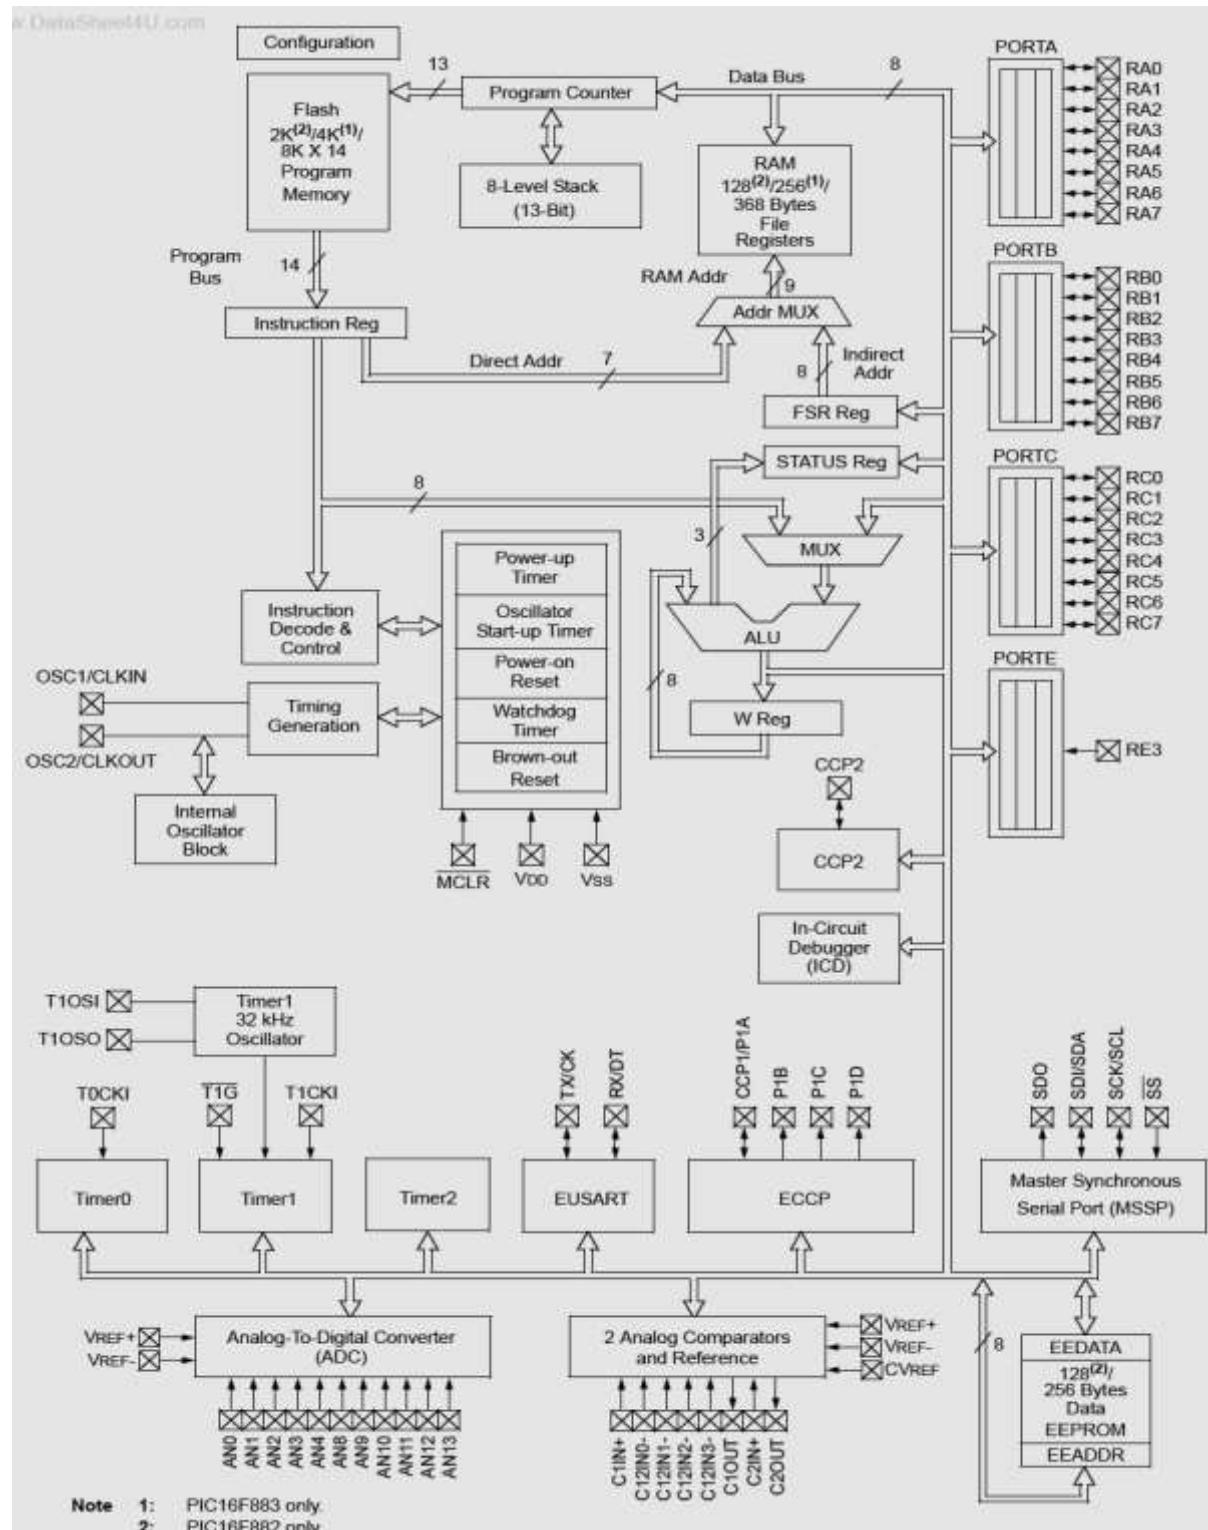 w.DataSheet4U.com
Configuration
Flash
2K(2)/4K(1)/
8K X 14
Program
Memory
13
Program Counter
Data Bus
8
8-Level Stack
(13-Bit)
RAM
128(2)/256(1)/
368 Bytes
File
Registers
PORTA
RA0
RA1
RA2
RA3
RA4
RA5
RA6
RA7
Program
Bus
14
RAM Addr
9
Addr MUX
Instruction Reg
Direct Addr
7
8
Indirect
Addr
FSR Reg
STATUS Reg
PORTB
RB0
RB1
RB2
RB3
RB4
RB5
RB6
RB7
8
3
MUX
ALU
8
W Reg
PORTC
RC0
RC1
RC2
RC3
RC4
RC5
RC6
RC7
Power-up
Timer
Oscillator
Start-up Timer
Power-on
Reset
Watchdog
Timer
Brown-out
Reset
Instruction
Decode &
Control
OSC1/CLKIN
OSC2/CLKOUT
Timing
Generation
Internal
Oscillator
Block
MCLR
VDD
VSS
PORTE
RE3
CCP2
CCP2
In-Circuit
Debugger
(ICD)
T1OSI
T1OSO
Timer1
32 kHz
Oscillator
T0CKI
T1G
T1CKI
TX/CK
RX/DT
CCP1/P1A
P1B
P1C
P1D
SDO
SDI/SDA
SCK/SCL
SS
Timer0
Timer1
Timer2
EUSART
ECCP
Master Synchronous
Serial Port (MSSP)
VREF+
VREF-
Analog-To-Digital Converter
(ADC)
AN0
AN1
AN2
AN3
AN4
AN8
AN9
AN10
AN11
AN12
AN13
2 Analog Comparators
and Reference
VREF+
VREF-
CVREF
C1IN+
C12IN0-
C12IN1-
C12IN2-
C12IN3-
C1OUT
C2IN+
C2OUT
8
EEDATA
128(2)/
256 Bytes
Data
EEPROM
EEADDR
Note 1: PIC16F883 only.
2: PIC16F882 only.